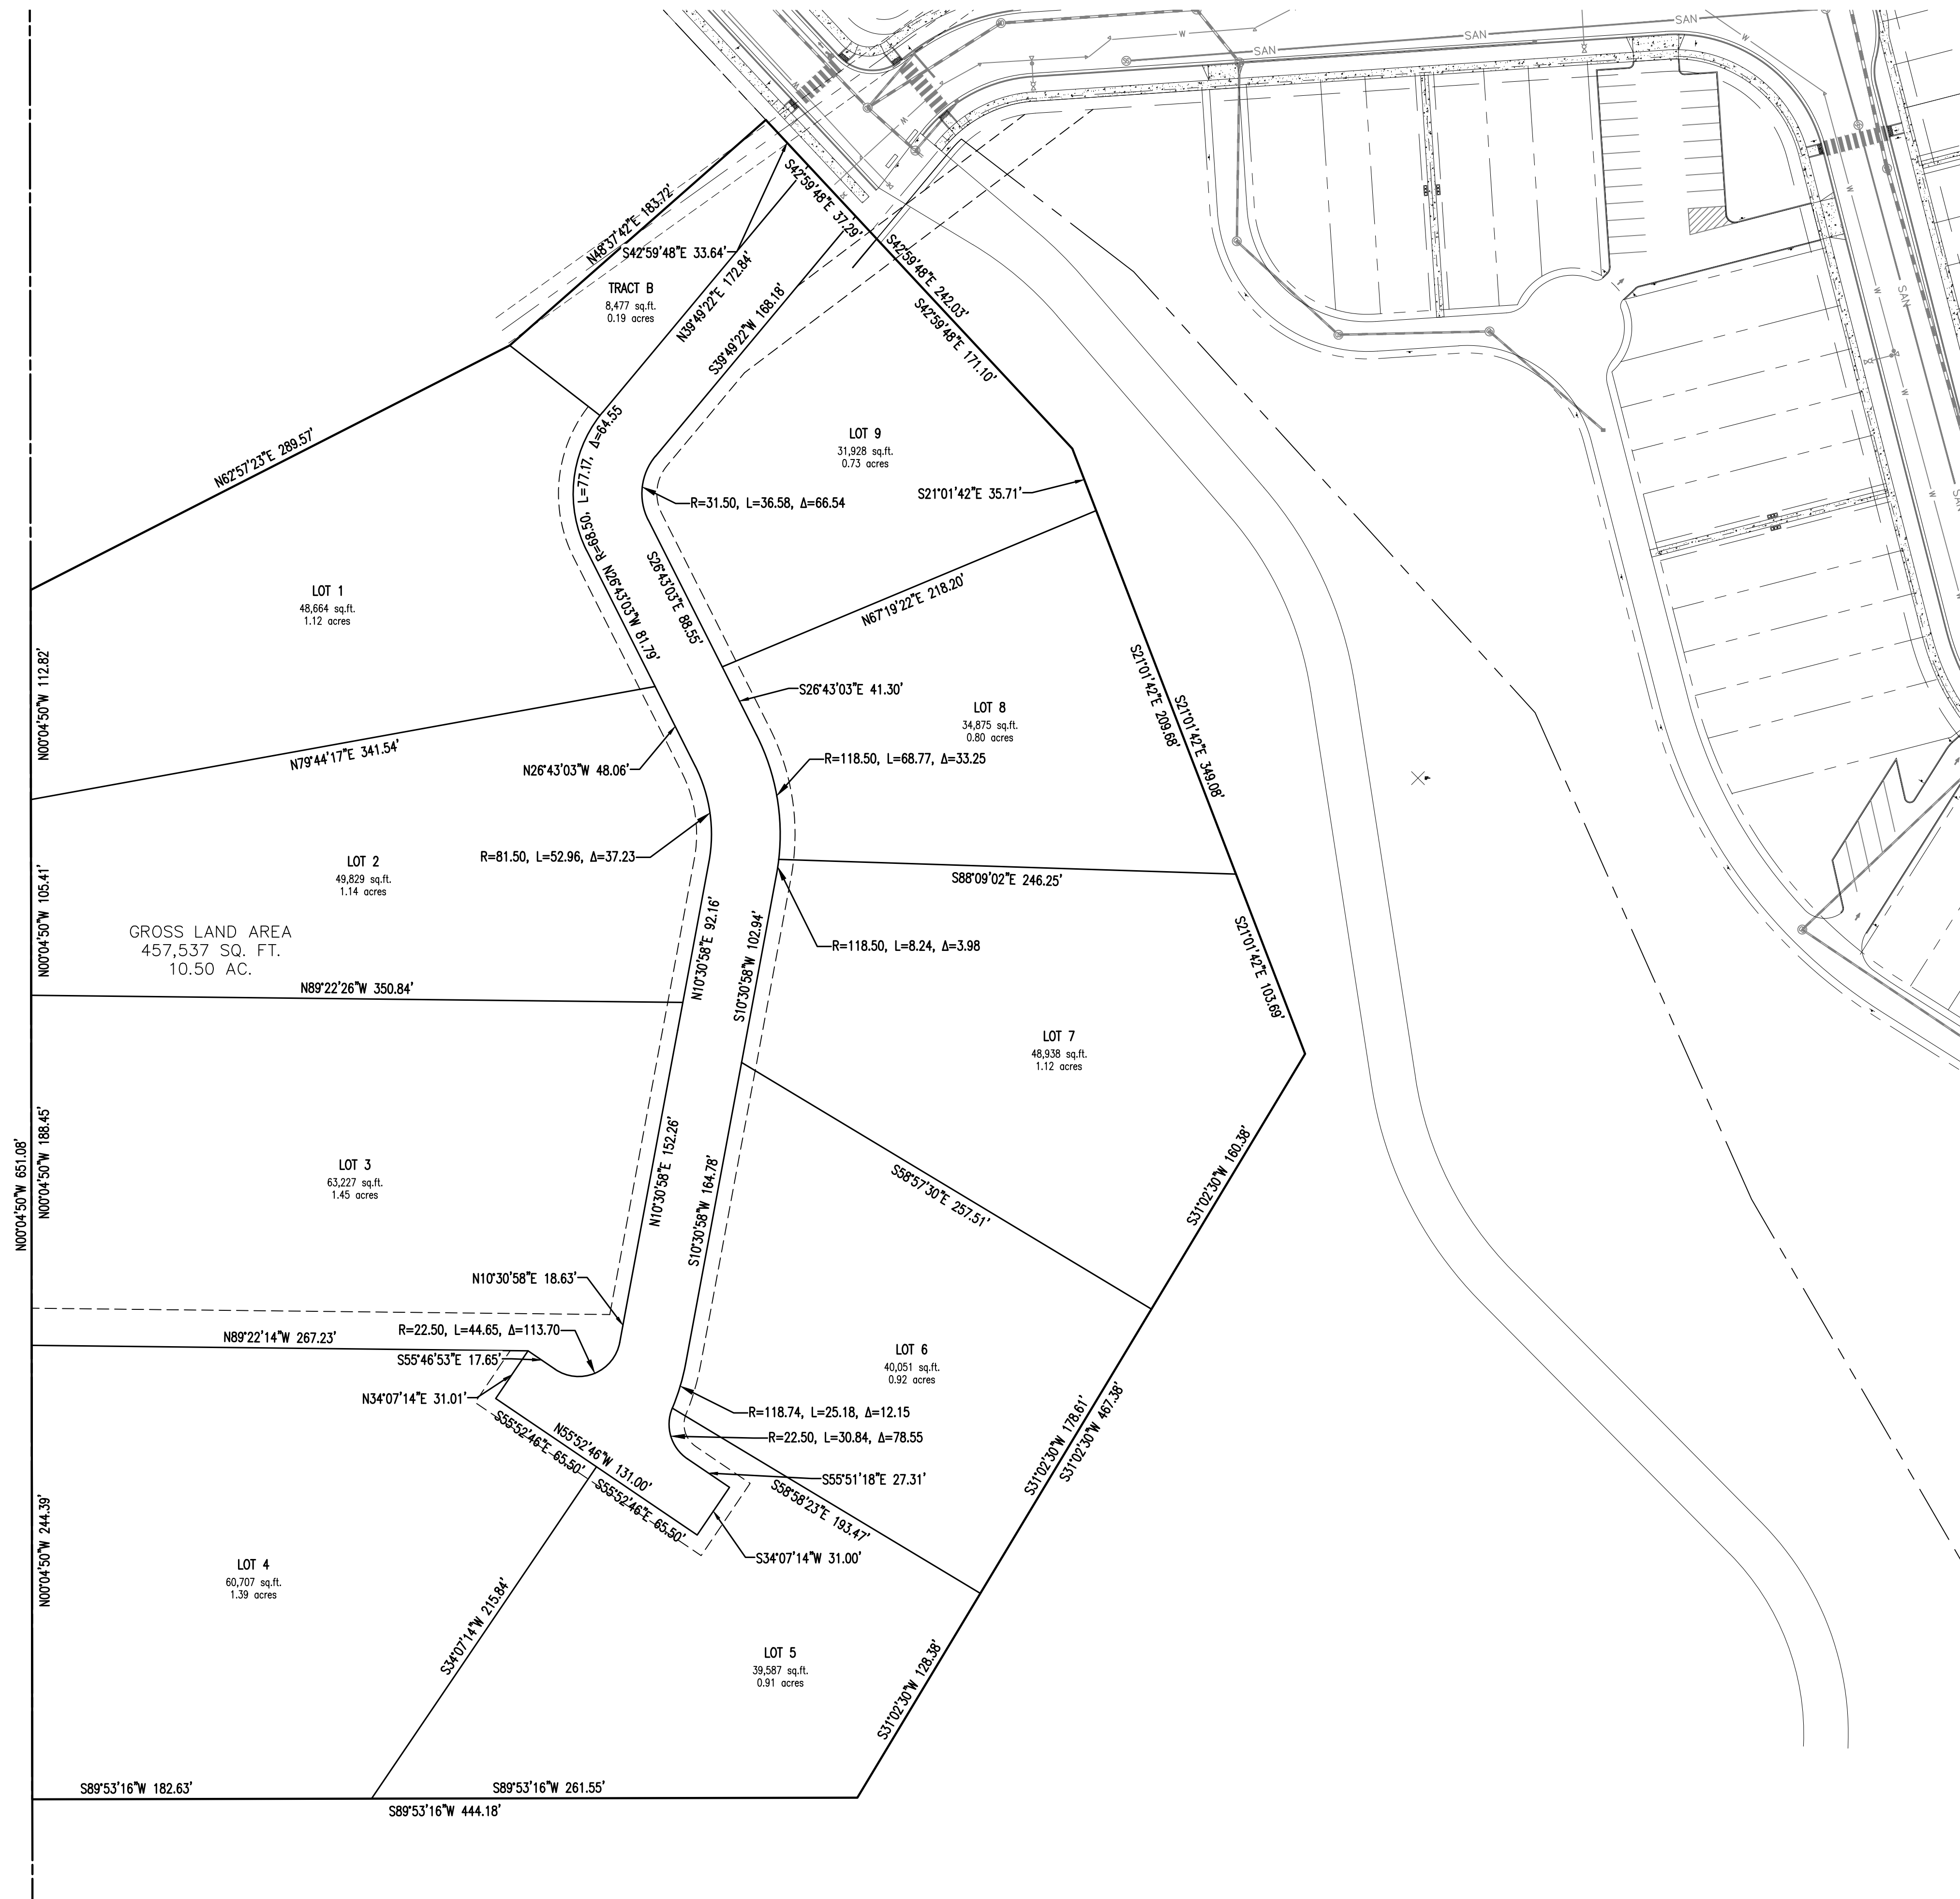 SAN
SAN
SAN
W
W
W
W
W
W
W
W
W
W
SAN
SAN
N48°37'42"E 183.72'
S42°59'48"E 37.29'
S42°59'48"E 33.64'
TRACT B
8,477 sq.ft.
0.19 acres
N39°49'22"E 172.84'
S39°49'22"W 168.18'
S42°59'48"E 242.03'
S42°59'48"E 171.10'
N62°57'23"E 289.57'
R=68.50, L=77.17, Δ=64.55
LOT 9
31,928 sq.ft.
0.73 acres
R=31.50, L=36.58, Δ=66.54
S21°01'42"E 35.71'
LOT 1
48,664 sq.ft.
1.12 acres
N26°43'03"W 81.79'
S26°43'03"E 88.55'
N67°19'22"E 218.20'
N00°04'50"W 112.82'
N79°44'17"E 341.54'
S26°43'03"E 41.30'
LOT 8
34,875 sq.ft.
0.80 acres
S21°01'42"E 209.68'
S21°01'42"E 349.08'
N26°43'03"W 48.06'
R=118.50, L=68.77, Δ=33.25
LOT 2
49,829 sq.ft.
1.14 acres
R=81.50, L=52.96, Δ=37.23
S88°09'02"E 246.25'
N00°04'50"W 105.41'
GROSS LAND AREA
457,537 SQ. FT.
10.50 AC.
N10°30'58"E 92.16'
S10°30'58"W 102.94'
R=118.50, L=8.24, Δ=3.98
S21°01'42"E 103.69'
N89°22'26"W 350.84'
LOT 7
48,938 sq.ft.
1.12 acres
N00°04'50"W 651.08'
N00°04'50"W 188.45'
LOT 3
63,227 sq.ft.
1.45 acres
N10°30'58"E 152.26'
S10°30'58"W 164.78'
S58°57'30"E 257.51'
S31°02'30"W 160.38'
N10°30'58"E 18.63'
N89°22'14"W 267.23'
R=22.50, L=44.65, Δ=113.70
S55°46'53"E 17.65'
N34°07'14"E 31.01'
LOT 6
40,051 sq.ft.
0.92 acres
R=118.74, L=25.18, Δ=12.15
R=22.50, L=30.84, Δ=78.55
S55°51'18"E 27.31'
S31°02'30"W 178.61'
S31°02'30"W 467.38'
S55°52'46"E 65.50'
N55°52'46"W 131.00'
S55°52'46"E 65.50'
S58°58'23"E 193.47'
S34°07'14"W 31.00'
N00°04'50"W 244.39'
LOT 4
60,707 sq.ft.
1.39 acres
S34°07'14"W 215.84'
LOT 5
39,587 sq.ft.
0.91 acres
S31°02'30"W 128.38'
S89°53'16"W 182.63'
S89°53'16"W 261.55'
S89°53'16"W 444.18'